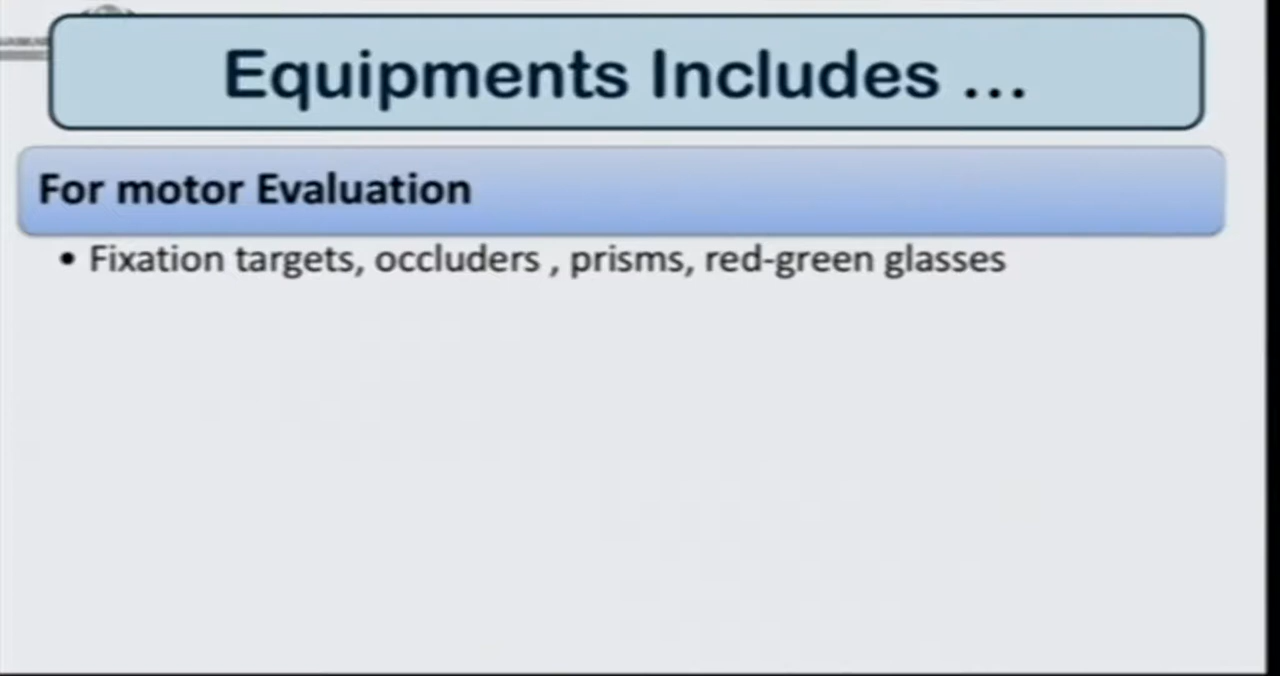 Equipments Includes ...
For motor Evaluation
• Fixation targets, occluders , prisms, red-green glasses